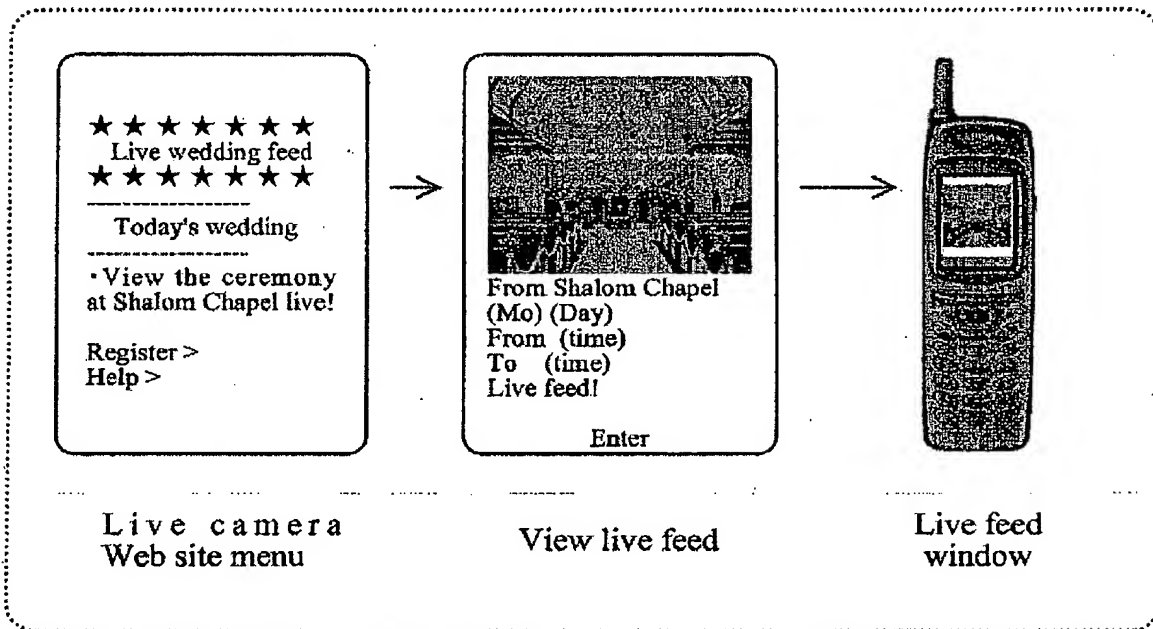 ★★★★★★★
Live wedding feed
★★★★★★★
Today's wedding
・View the ceremony
at Shalom Chapel live!
Register >
Help >
From Shalom Chapel
(Mo) (Day)
From (time)
To (time)
Live feed!
Enter
Live camera
Web site menu
View live feed
Live feed
window